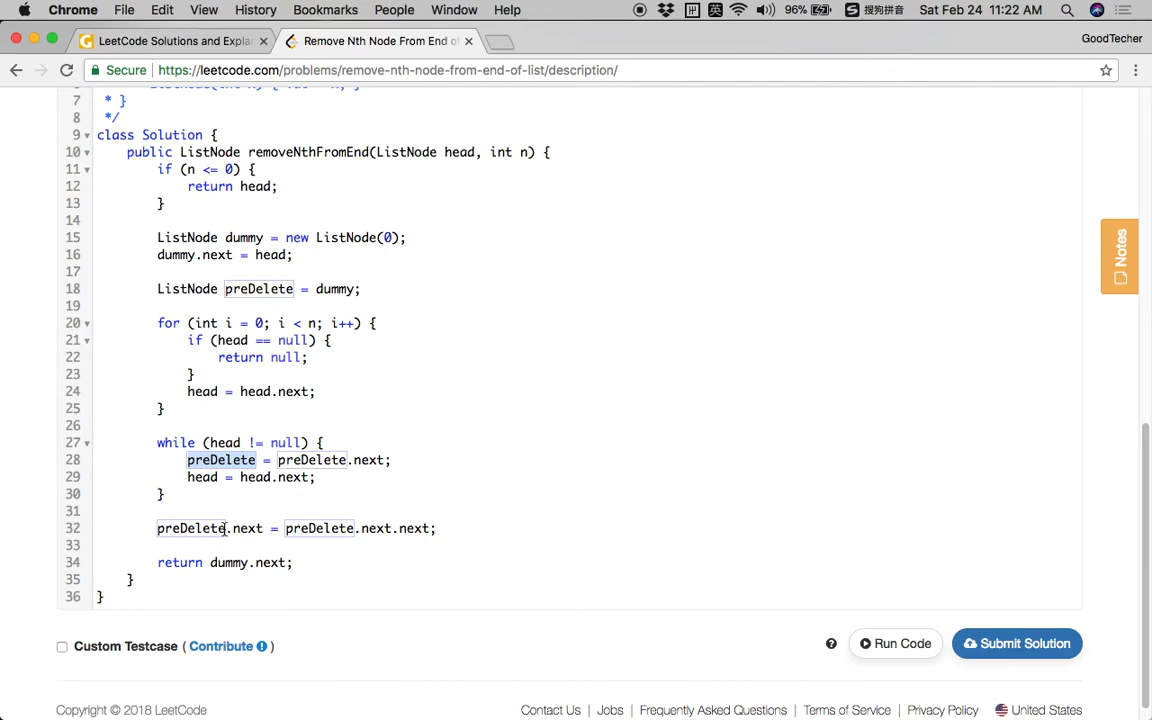 Chrome File Edit View History Bookmarks People Window Help 英 96% 搜狗拼音 Sat Feb 24 11:22 AM
LeetCode Solutions and Expla Remove Nth Node From End of GoodTecher
Secure https://leetcode.com/problems/remove-nth-node-from-end-of-list/description/
7 * }
8 */
9 class Solution {
10 public ListNode removeNthFromEnd(ListNode head, int n) {
11 if (n <= 0) {
12 return head;
13 }
14
15 ListNode dummy = new ListNode(0);
16 dummy.next = head;
17
18 ListNode preDelete = dummy;
19
20 for (int i = 0; i < n; i++) {
21 if (head == null) {
22 return null;
23 }
24 head = head.next;
25 }
26
27 while (head != null) {
28 preDelete = preDelete.next;
29 head = head.next;
30 }
31
32 preDelete.next = preDelete.next.next;
33
34 return dummy.next;
35 }
36 }
Notes
Custom Testcase ( Contribute )
Run Code Submit Solution
Copyright © 2018 LeetCode Contact Us | Jobs | Frequently Asked Questions | Terms of Service | Privacy Policy United States